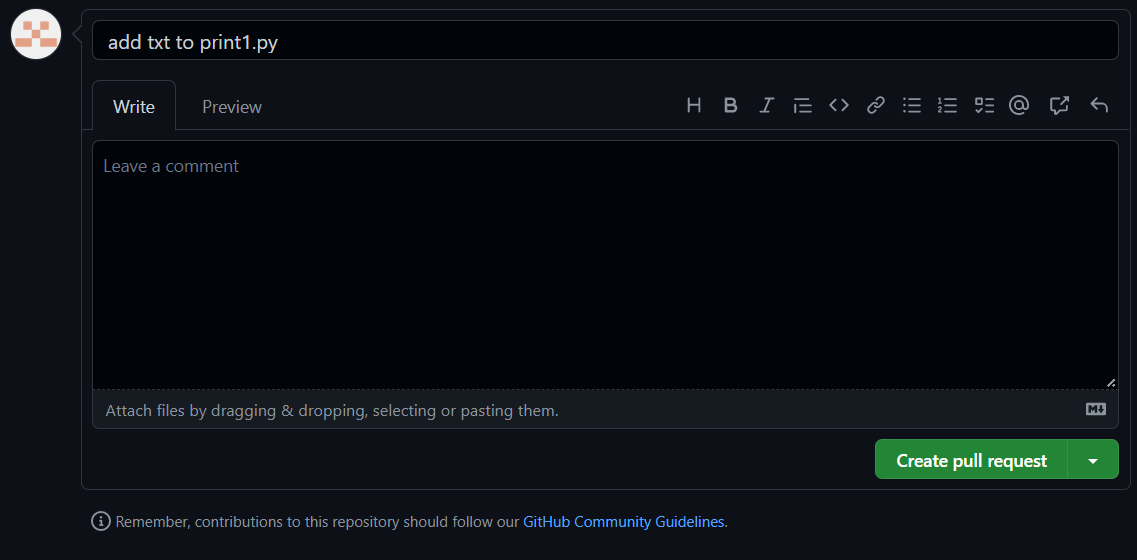 add txt to print1.py
Write Preview
Leave a comment
Attach files by dragging & dropping, selecting or pasting them.
Create pull request
Remember, contributions to this repository should follow our GitHub Community Guidelines.